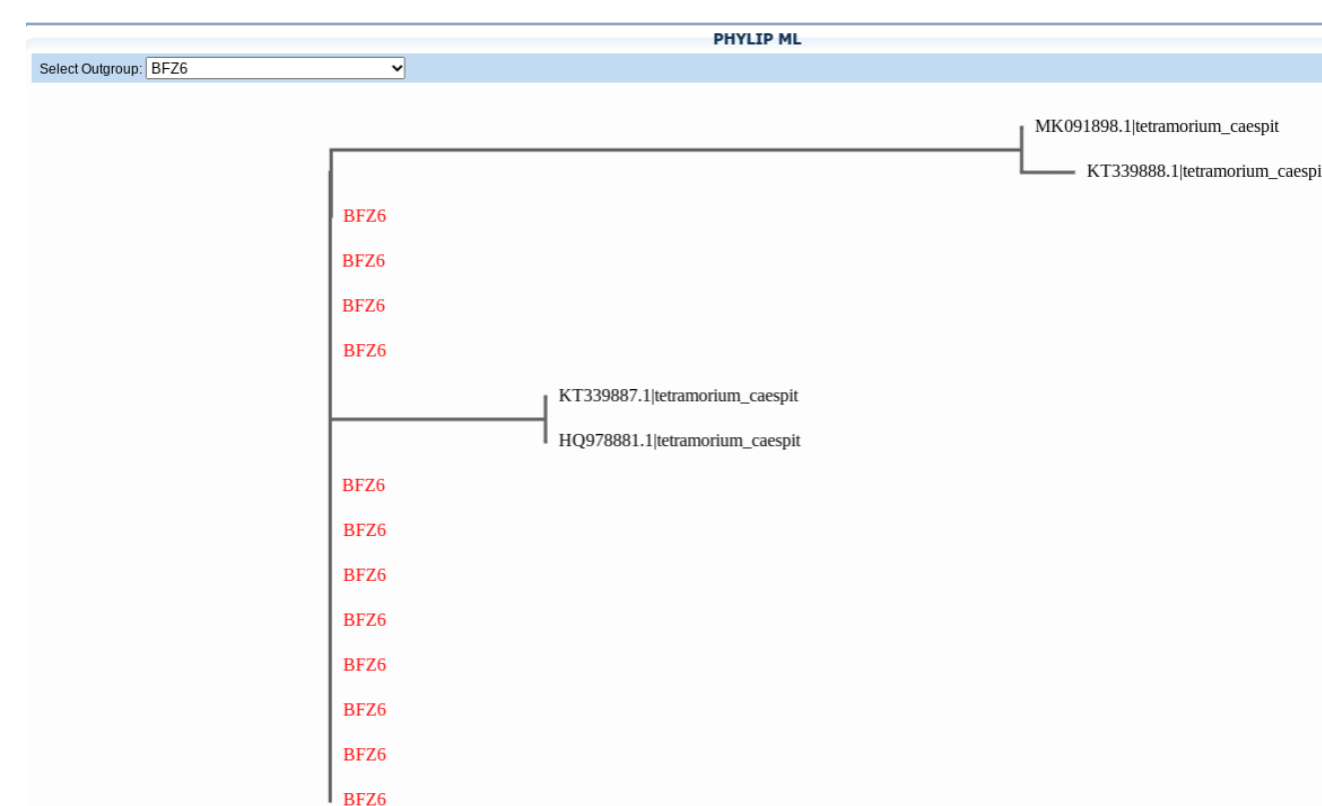 PHYLIP ML
Select Outgroup: BFZ6
MK091898.1|tetramorium_caespit
KT339888.1|tetramorium_caespi
BFZ6
BFZ6
BFZ6
BFZ6
KT339887.1|tetramorium_caespit
HQ978881.1|tetramorium_caespit
BFZ6
BFZ6
BFZ6
BFZ6
BFZ6
BFZ6
BFZ6
BFZ6